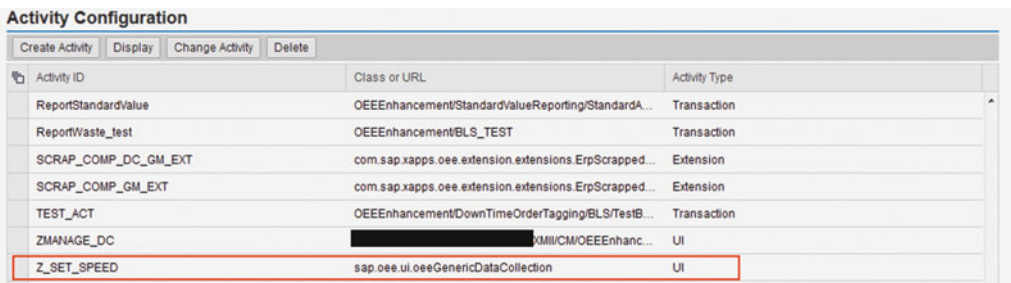 Activity Configuration
Create Activity Display Change Activity Delete
Activity ID Class or URL Activity Type
ReportStandardValue OEEEnhancement/StandardValueReporting/StandardA... Transaction
ReportWaste_test OEEEnhancement/BLS_TEST Transaction
SCRAP_COMP_DC_GM_EXT com.sap.xapps.oee.extension.extensions.ErpScrapped... Extension
SCRAP_COMP_GM_EXT com.sap.xapps.oee.extension.extensions.ErpScrapped... Extension
TEST_ACT OEEEnhancement/DownTimeOrderTagging/BLS/TestB... Transaction
ZMANAGE_DC XMII/CM/OEEEnhanc... UI
Z_SET_SPEED sap.oee.ui.oeeGenericDataCollection UI